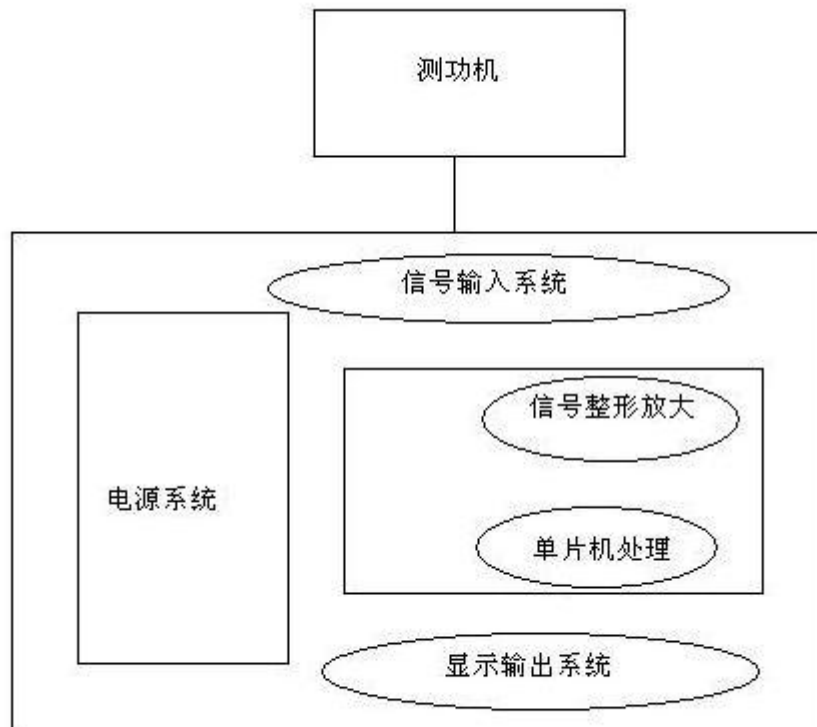 测功机
信号输入系统
信号整形放大
电源系统
单片机处理
显示输出系统